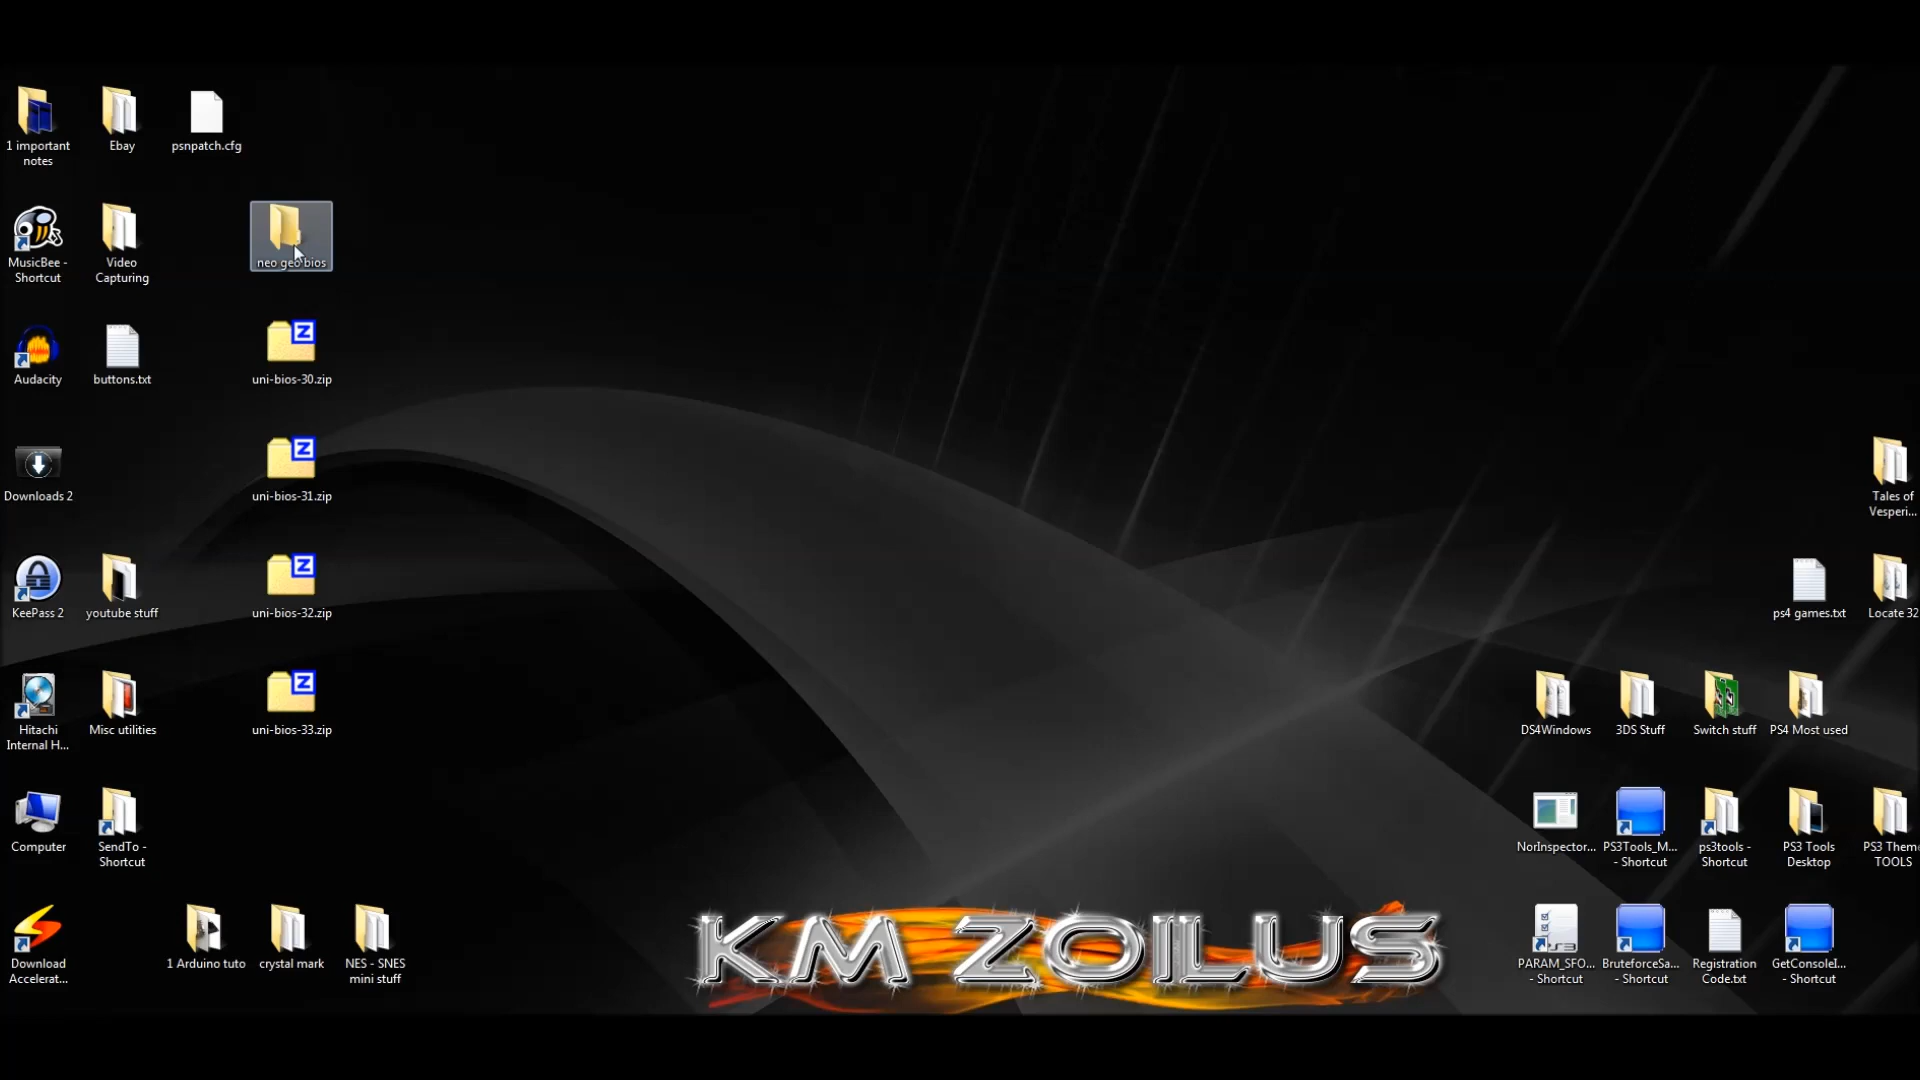 1 important
notes
Ebay
psnpatch.cfg
MusicBee -
Shortcut
Video
Capturing
neo geo bios
Audacity
buttons.txt
uni-bios-30.zip
Downloads 2
uni-bios-31.zip
Tales of
Vesperi...
KeePass 2
youtube stuff
uni-bios-32.zip
ps4 games.txt
Locate 32
Hitachi
Internal H...
Misc utilities
uni-bios-33.zip
DS4Windows
3DS Stuff
Switch stuff
PS4 Most used
Computer
SendTo -
Shortcut
NorInspector...
PS3Tools_M...
- Shortcut
ps3tools -
Shortcut
PS3 Tools
Desktop
PS3 Them
TOOLS
Download
Accelerat...
1 Arduino tuto
crystal mark
NES - SNES
mini stuff
KM ZOILUS
PARAM_SFO...
- Shortcut
BruteforceSa...
- Shortcut
Registration
Code.txt
GetConsoleI...
- Shortcut